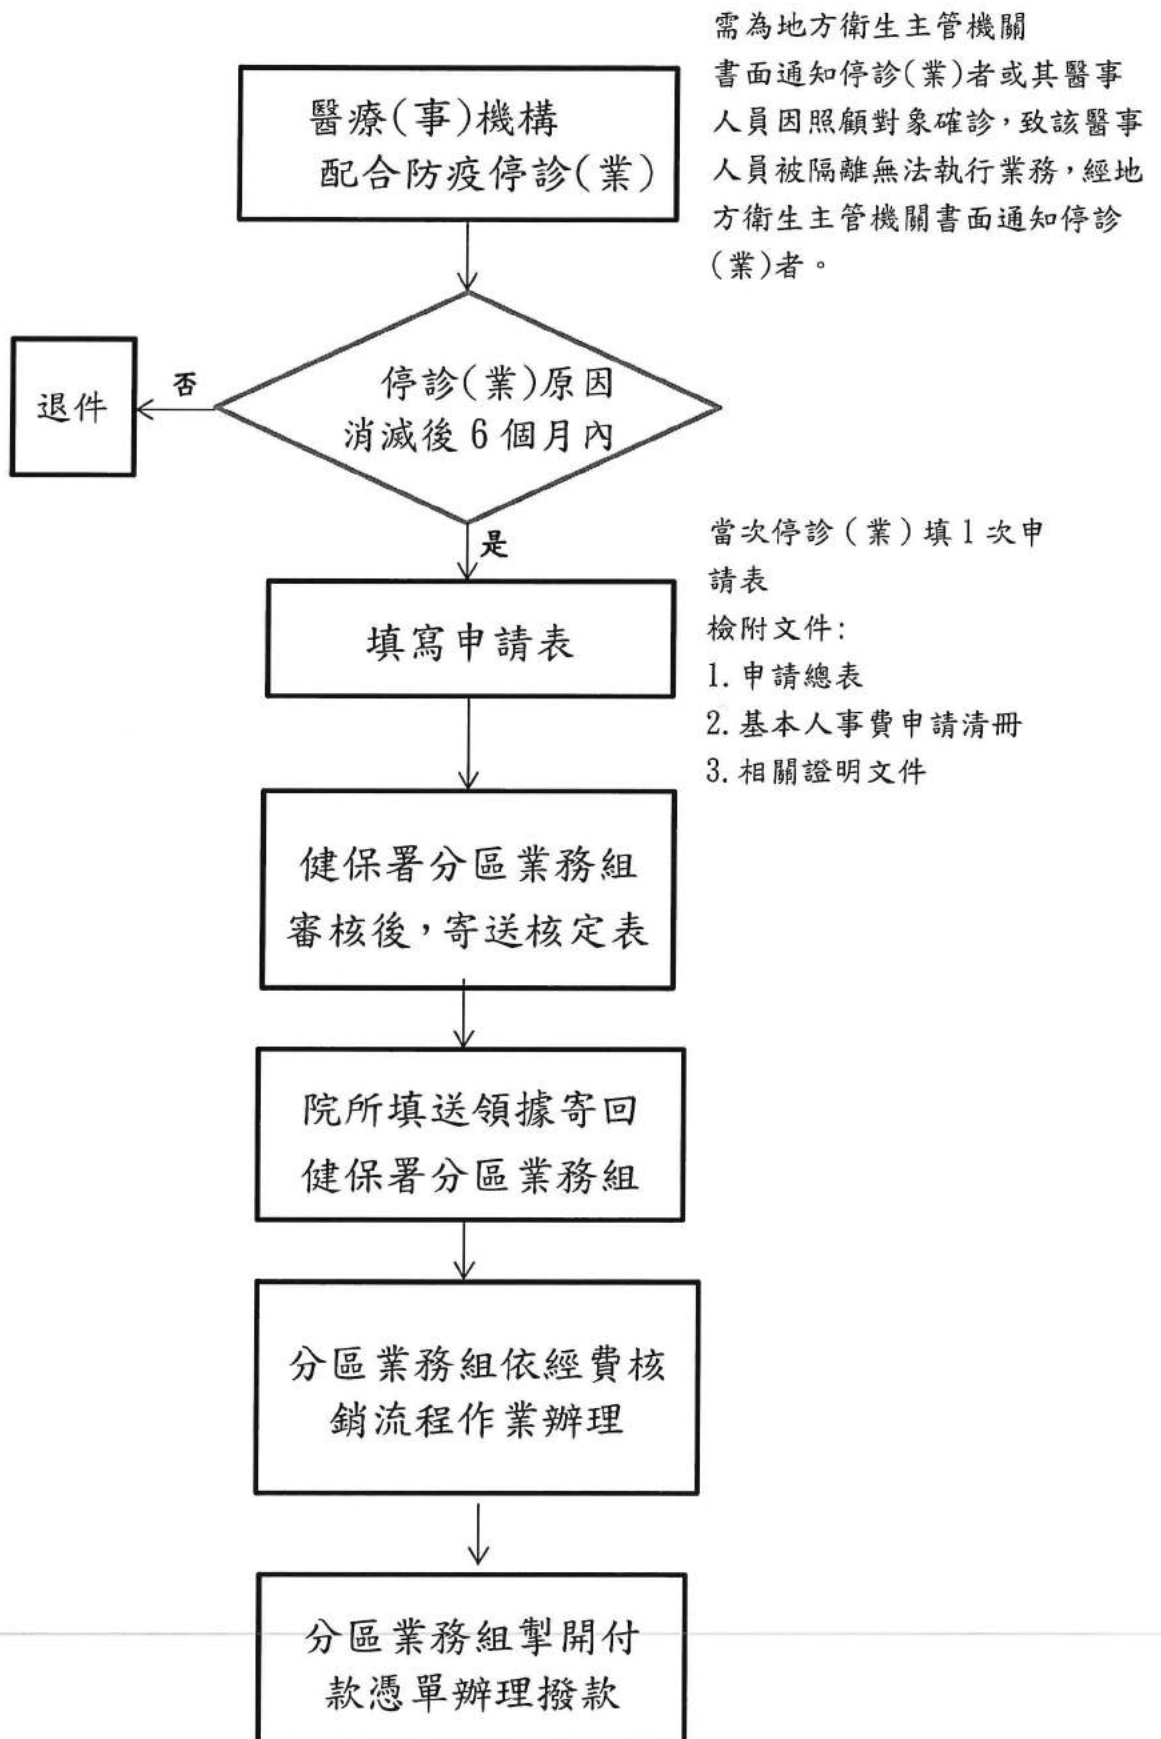 需為地方衛生主管機關
書面通知停診(業)者或其醫事
人員因照顧對象確診,致該醫事
人員被隔離無法執行業務,經地
方衛生主管機關書面通知停診
(業)者。
醫療(事)機構
配合防疫停診(業)
停診(業)原因
消滅後 6 個月內
否
退件
是
當次停診(業)填 1 次申
請表
檢附文件:
1. 申請總表
2. 基本人事費申請清冊
3. 相關證明文件
填寫申請表
健保署分區業務組
審核後,寄送核定表
院所填送領據寄回
健保署分區業務組
分區業務組依經費核
銷流程作業辦理
分區業務組掣開付
款憑單辦理撥款